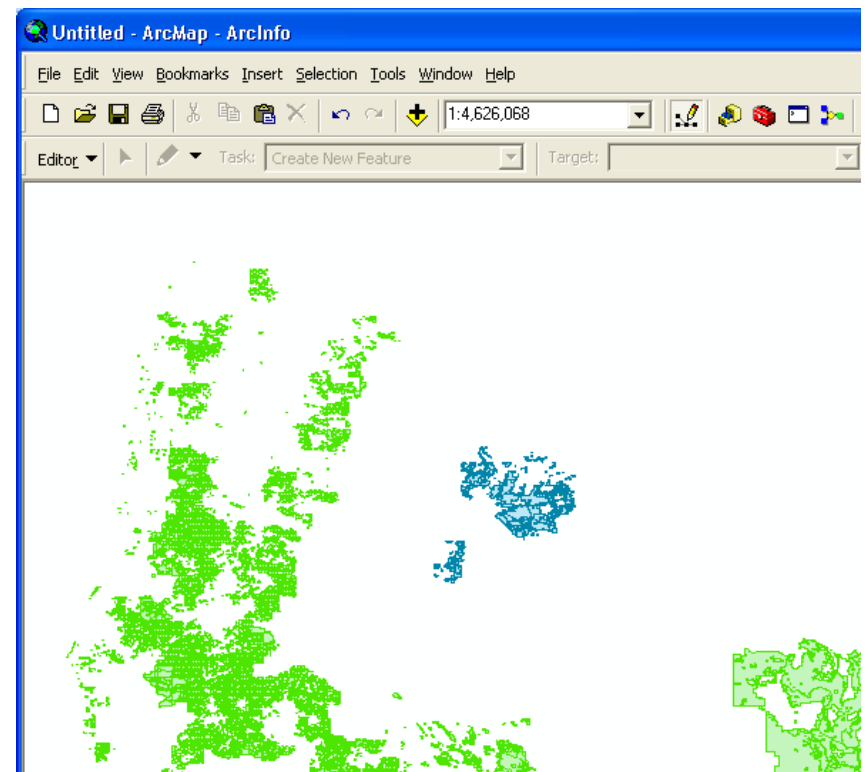 Untitled - ArcMap - ArcInfo
File Edit View Bookmarks Insert Selection Tools Window Help
1:4,626,068
Editor Task: Create New Feature Target: